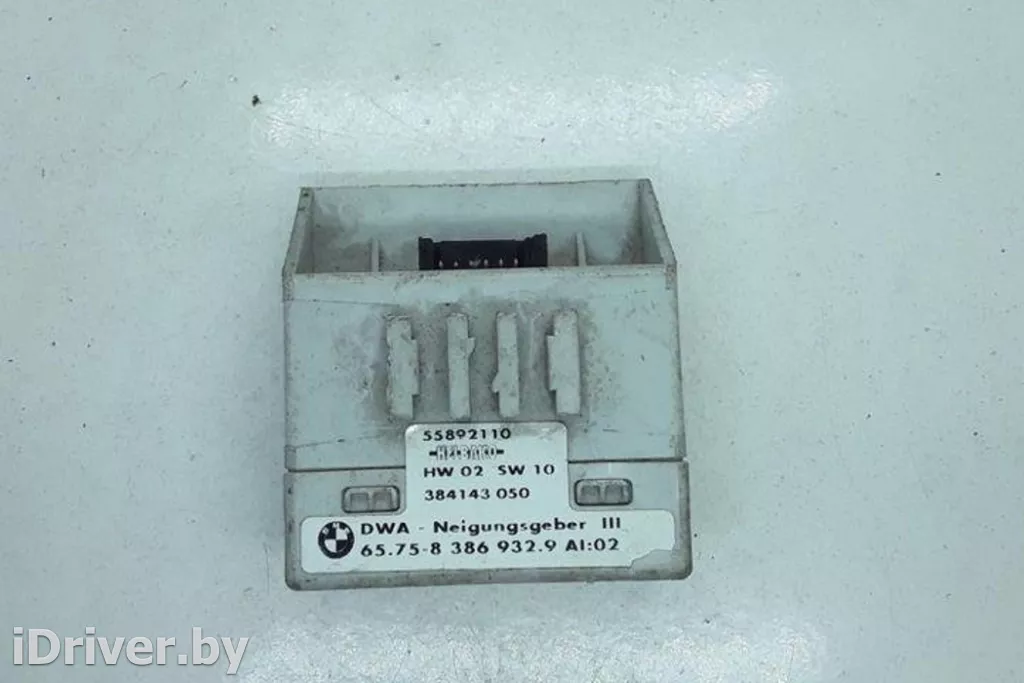 55892110
HELBAKO
HW 02 SW 10
384143 050
DWA - Neigungsgeber III
65.75-8 386 932.9 AI:02
iDriver.by